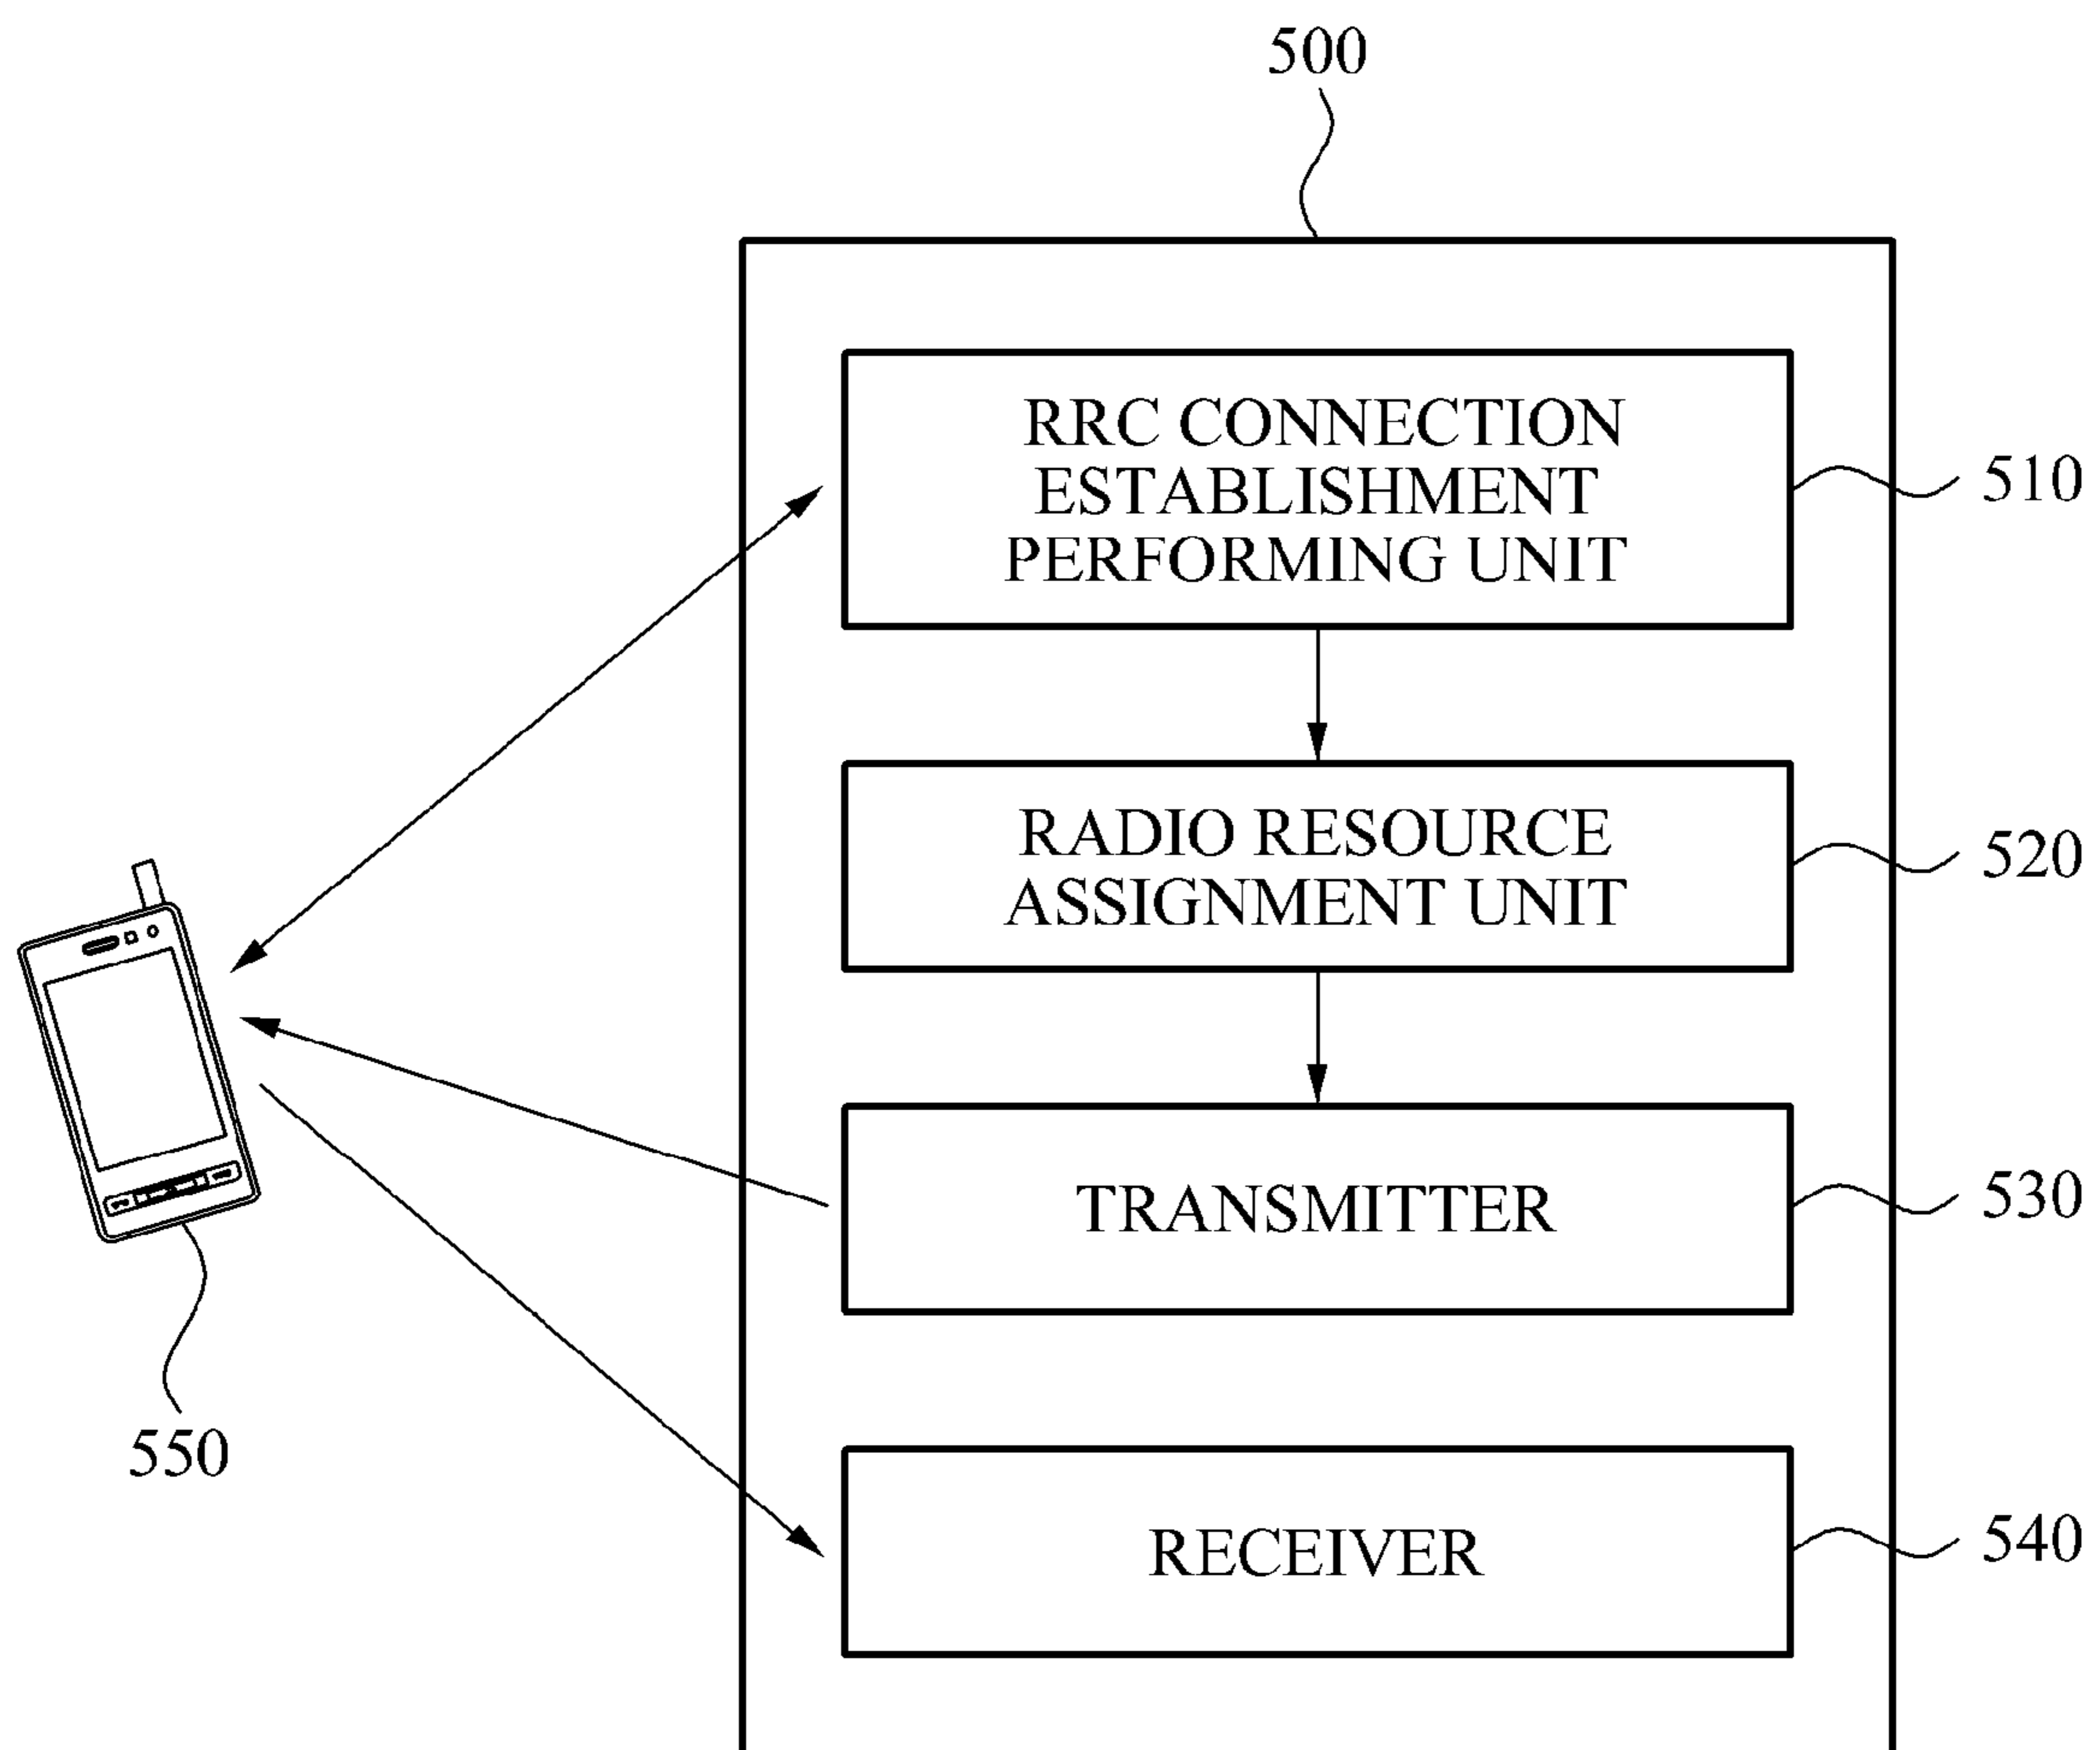 500
RRC CONNECTION
ESTABLISHMENT
PERFORMING UNIT
510
RADIO RESOURCE
ASSIGNMENT UNIT
520
TRANSMITTER
530
550
RECEIVER
540